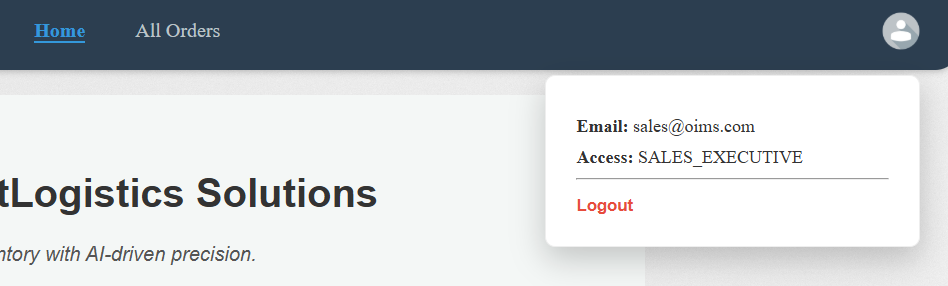 Home All Orders
Email: sales@oims.com
Access: SALES_EXECUTIVE
Logout
tLogistics Solutions
ntory with AI-driven precision.